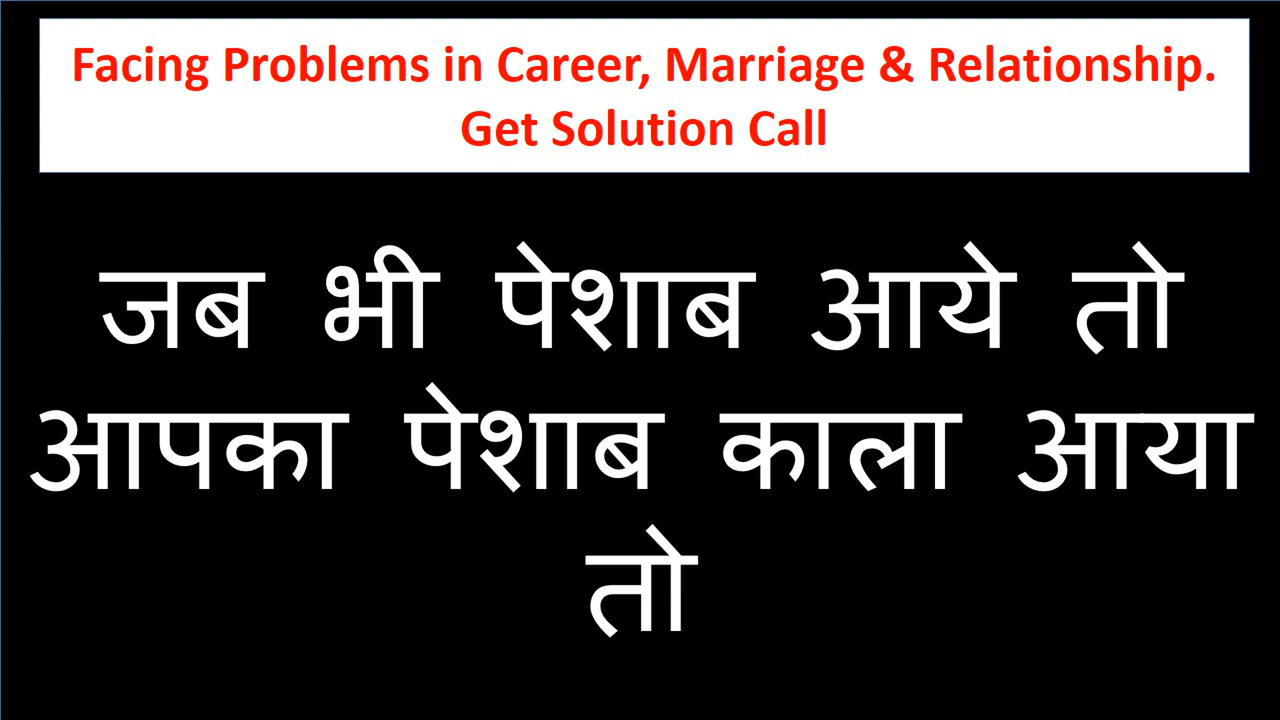 Facing Problems in Career, Marriage & Relationship.
Get Solution Call
जब भी पेशाब आये तो
आपका पेशाब काला आया
तो